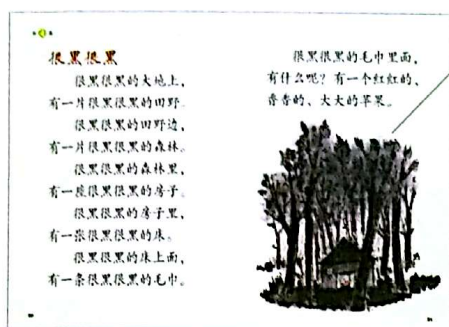 很黑很黑
很黑很黑的大地上，
有一片很黑很黑的田野。
很黑很黑的田野边，
有一片很黑很黑的森林。
很黑很黑的森林里，
有一座很黑很黑的房子。
很黑很黑的房子里，
有一张很黑很黑的床。
很黑很黑的床上面，
有一条很黑很黑的毛巾。
很黑很黑的毛巾里面，
有什么呢？有一个红红的、
香香的、大大的苹果。